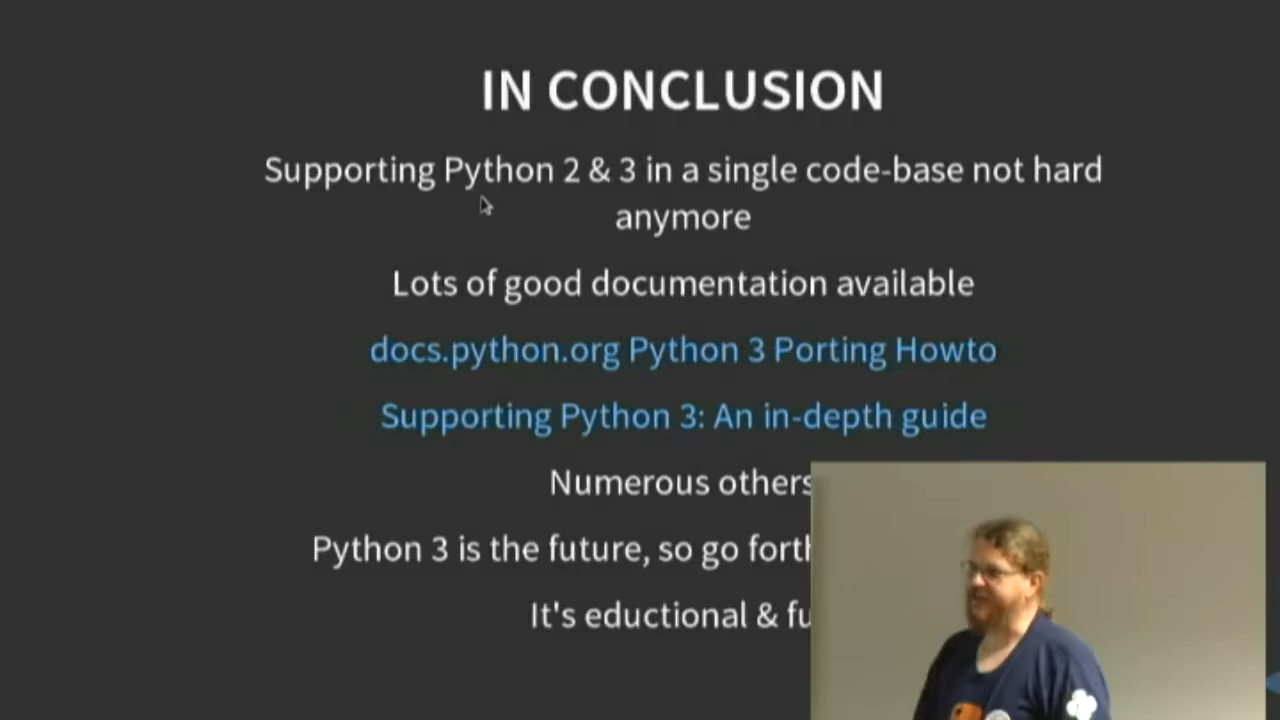 IN CONCLUSION
Supporting Python 2 & 3 in a single code-base not hard
anymore
Lots of good documentation available
docs.python.org Python 3 Porting Howto
Supporting Python 3: An in-depth guide
Numerous others
Python 3 is the future, so go forth
It's eductional &